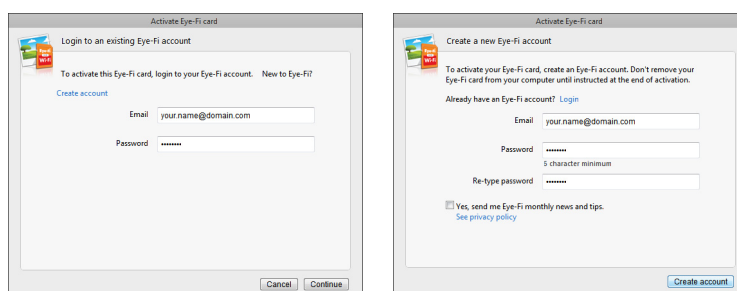 Activate Eye-Fi card
Login to an existing Eye-Fi account
To activate this Eye-Fi card, login to your Eye-Fi account. New to Eye-Fi?
Create account
Email your.name@domain.com
Password ••••••••
Cancel Continue
Activate Eye-Fi card
Create a new Eye-Fi account
To activate your Eye-Fi card, create an Eye-Fi account. Don't remove your
Eye-Fi card from your computer until instructed at the end of activation.
Already have an Eye-Fi account? Login
Email your.name@domain.com
Password ••••••••
6 character minimum
Re-type password ••••••••
Yes, send me Eye-Fi monthly news and tips.
See privacy policy
Create account